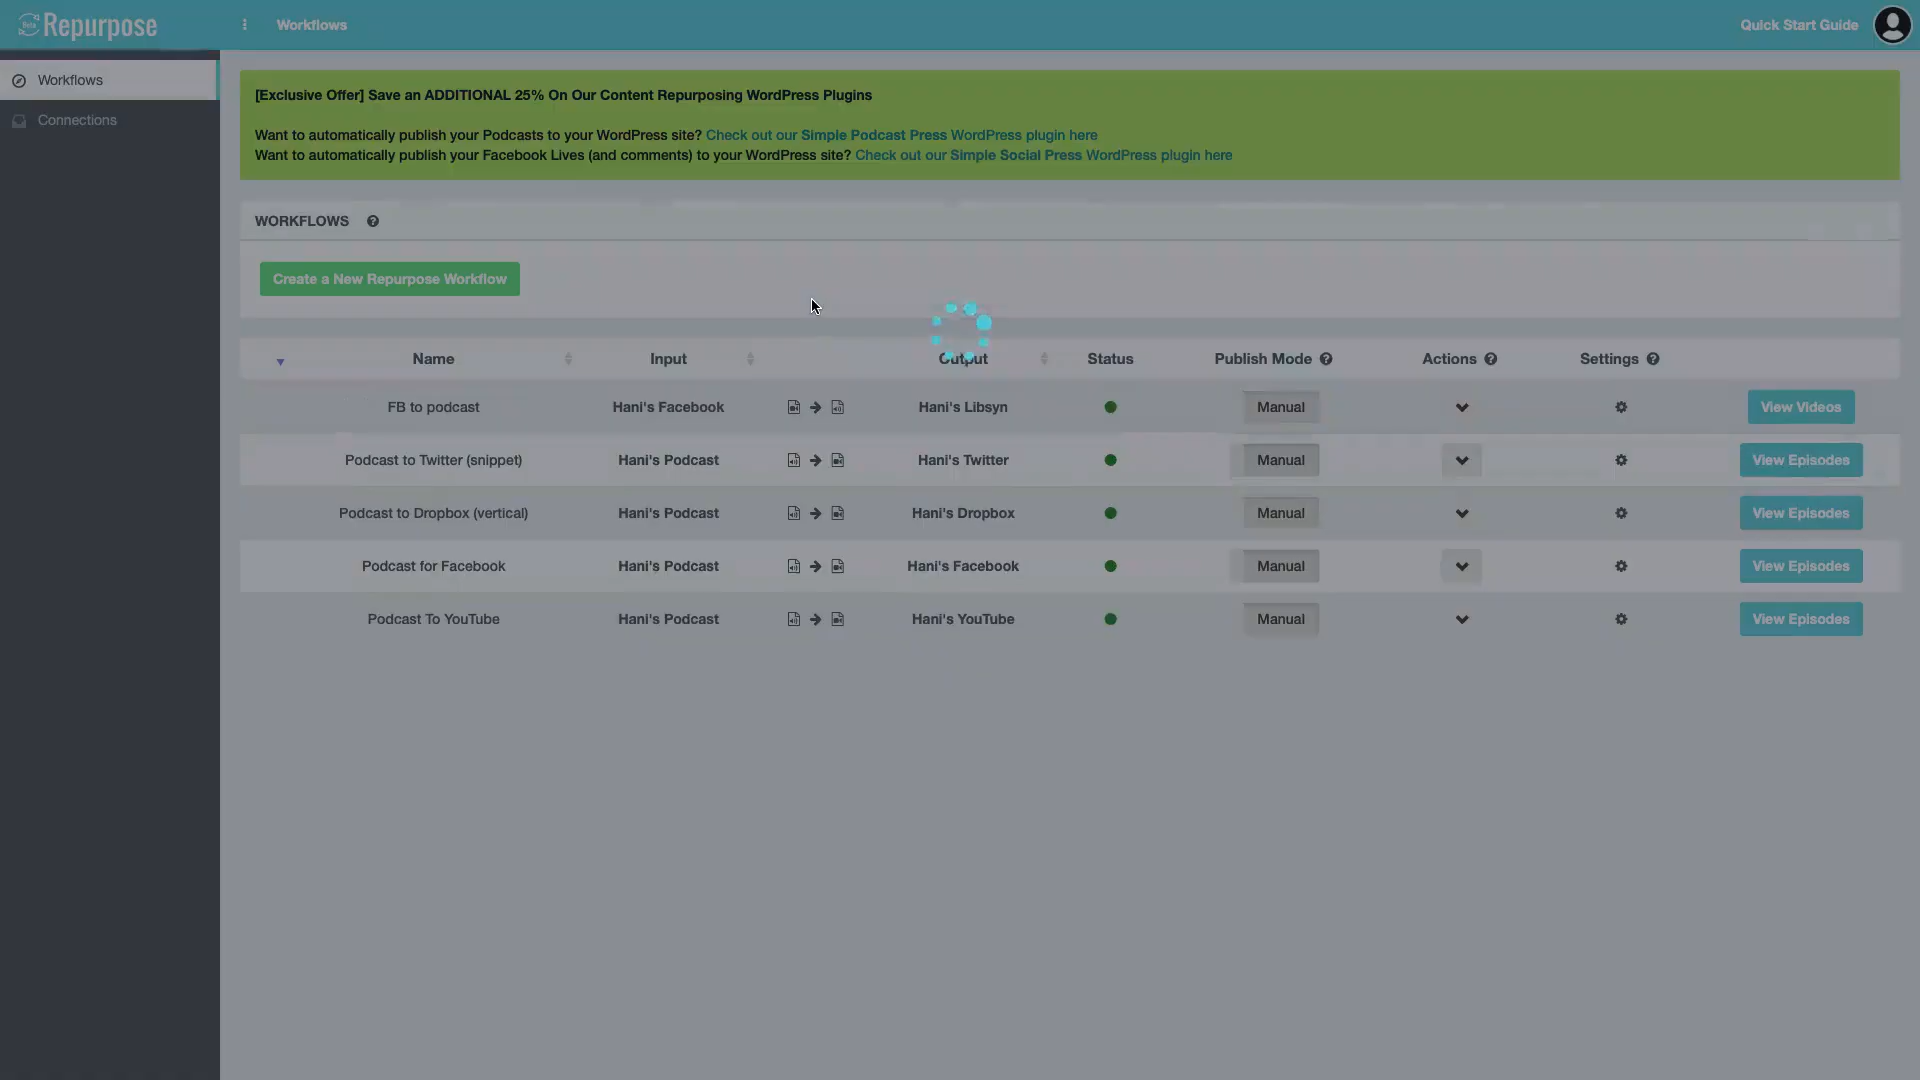 Beta Repurpose
Workflows
Quick Start Guide
Workflows
Connections
[Exclusive Offer] Save an ADDITIONAL 25% On Our Content Repurposing WordPress Plugins
Want to automatically publish your Podcasts to your WordPress site? Check out our Simple Podcast Press WordPress plugin here
Want to automatically publish your Facebook Lives (and comments) to your WordPress site? Check out our Simple Social Press WordPress plugin here
WORKFLOWS
Create a New Repurpose Workflow
Name Input Output Status Publish Mode Actions Settings
FB to podcast Hani's Facebook Hani's Libsyn Manual View Videos
Podcast to Twitter (snippet) Hani's Podcast Hani's Twitter Manual View Episodes
Podcast to Dropbox (vertical) Hani's Podcast Hani's Dropbox Manual View Episodes
Podcast for Facebook Hani's Podcast Hani's Facebook Manual View Episodes
Podcast To YouTube Hani's Podcast Hani's YouTube Manual View Episodes